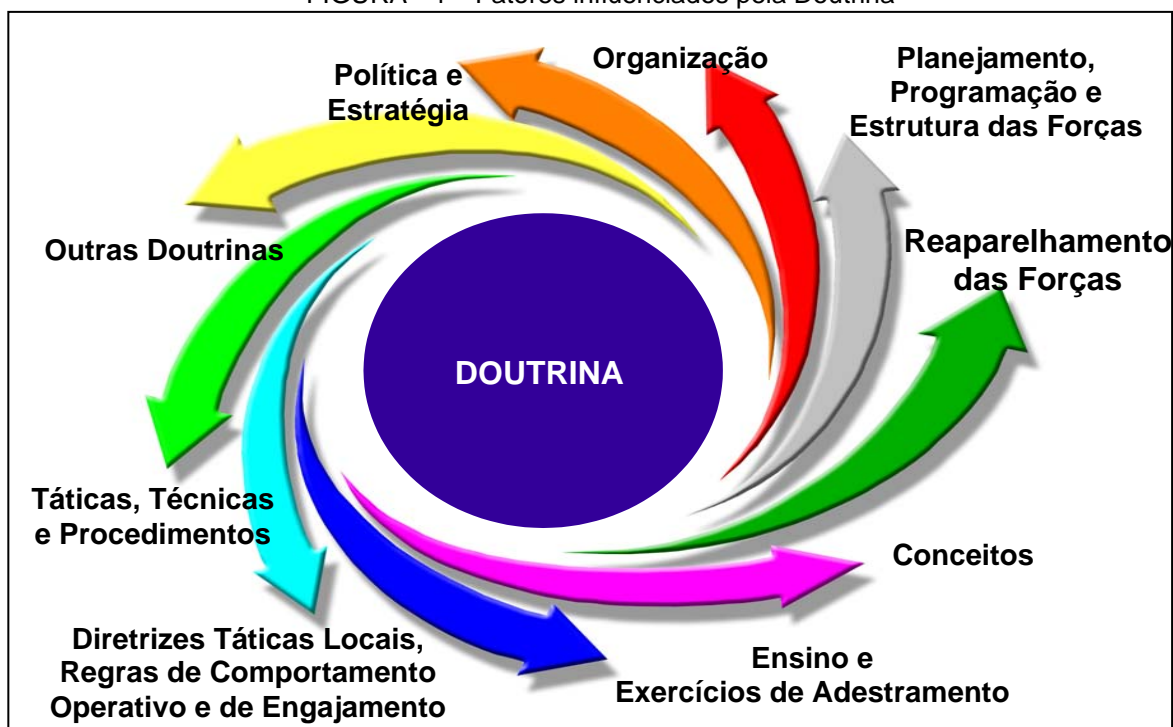 Organização
Planejamento,
Programação e
Estrutura das Forças
Política e
Estratégia
Reaparelhamento
das Forças
Outras Doutrinas
DOUTRINA
Táticas, Técnicas
e Procedimentos
Conceitos
Diretrizes Táticas Locais,
Regras de Comportamento
Operativo e de Engajamento
Ensino e
Exercícios de Adestramento